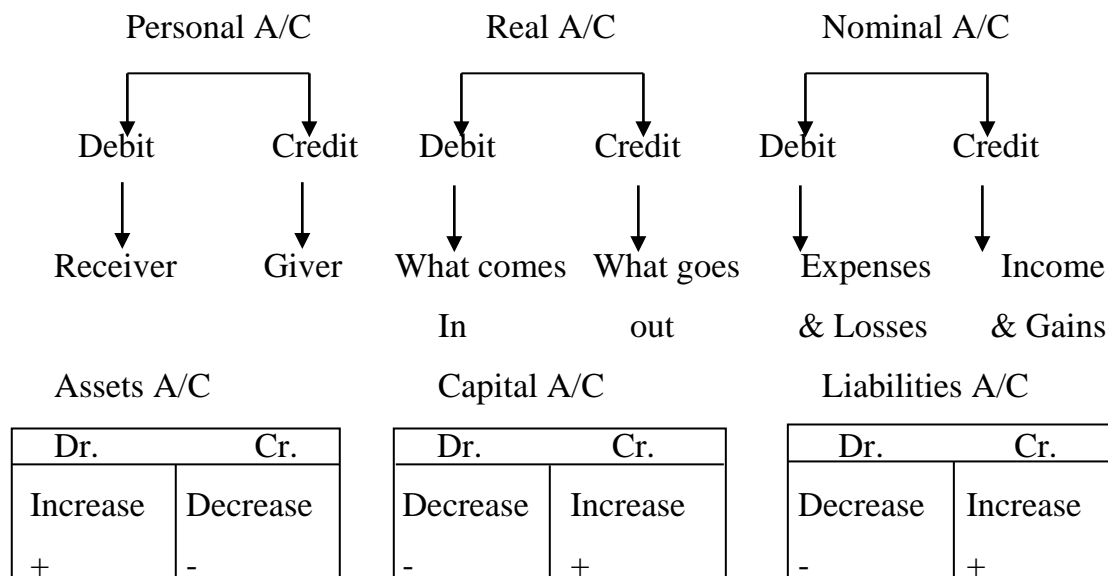 Personal A/C Real A/C Nominal A/C
Debit Credit Debit Credit Debit Credit
Receiver Giver What comes What goes Expenses Income
In out & Losses & Gains
Assets A/C Capital A/C Liabilities A/C
Dr. Cr. Dr. Cr. Dr. Cr.
Increase Decrease Decrease Increase Decrease Increase
+ - - + - +